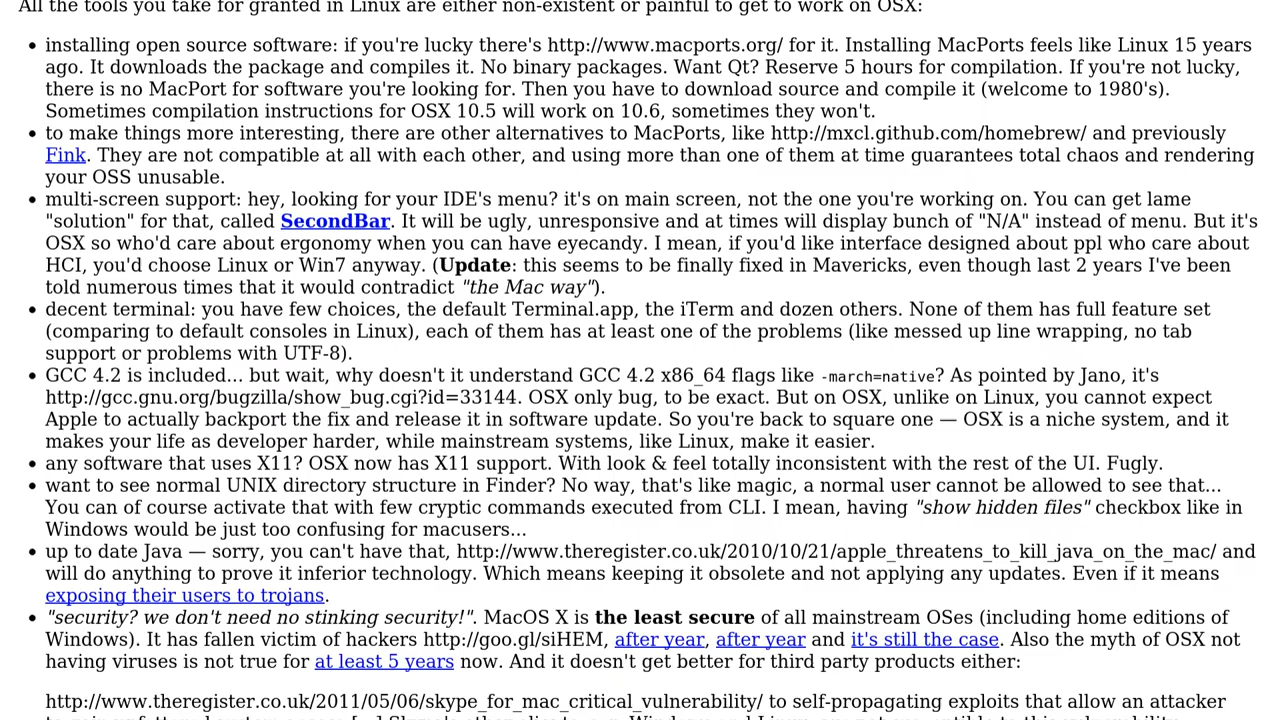 All the tools you take for granted in Linux are either non-existent or painful to get to work on OSX:
• installing open source software: if you're lucky there's http://www.macports.org/ for it. Installing MacPorts feels like Linux 15 years
ago. It downloads the package and compiles it. No binary packages. Want Qt? Reserve 5 hours for compilation. If you're not lucky,
there is no MacPort for software you're looking for. Then you have to download source and compile it (welcome to 1980's).
Sometimes compilation instructions for OSX 10.5 will work on 10.6, sometimes they won't.
• to make things more interesting, there are other alternatives to MacPorts, like http://mxcl.github.com/homebrew/ and previously
Fink. They are not compatible at all with each other, and using more than one of them at time guarantees total chaos and rendering
your OSS unusable.
• multi-screen support: hey, looking for your IDE's menu? it's on main screen, not the one you're working on. You can get lame
"solution" for that, called SecondBar. It will be ugly, unresponsive and at times will display bunch of "N/A" instead of menu. But it's
OSX so who'd care about ergonomy when you can have eyecandy. I mean, if you'd like interface designed about ppl who care about
HCI, you'd choose Linux or Win7 anyway. (Update: this seems to be finally fixed in Mavericks, even though last 2 years I've been
told numerous times that it would contradict "the Mac way").
• decent terminal: you have few choices, the default Terminal.app, the iTerm and dozen others. None of them has full feature set
(comparing to default consoles in Linux), each of them has at least one of the problems (like messed up line wrapping, no tab
support or problems with UTF-8).
• GCC 4.2 is included... but wait, why doesn't it understand GCC 4.2 x86_64 flags like -march=native? As pointed by Jano, it's
http://gcc.gnu.org/bugzilla/show_bug.cgi?id=33144. OSX only bug, to be exact. But on OSX, unlike on Linux, you cannot expect
Apple to actually backport the fix and release it in software update. So you're back to square one — OSX is a niche system, and it
makes your life as developer harder, while mainstream systems, like Linux, make it easier.
• any software that uses X11? OSX now has X11 support. With look & feel totally inconsistent with the rest of the UI. Fugly.
• want to see normal UNIX directory structure in Finder? No way, that's like magic, a normal user cannot be allowed to see that...
You can of course activate that with few cryptic commands executed from CLI. I mean, having "show hidden files" checkbox like in
Windows would be just too confusing for macusers...
• up to date Java — sorry, you can't have that, http://www.theregister.co.uk/2010/10/21/apple_threatens_to_kill_java_on_the_mac/ and
will do anything to prove it inferior technology. Which means keeping it obsolete and not applying any updates. Even if it means
exposing their users to trojans.
• "security? we don't need no stinking security!". MacOS X is the least secure of all mainstream OSes (including home editions of
Windows). It has fallen victim of hackers http://goo.gl/siHEM, after year, after year and it's still the case. Also the myth of OSX not
having viruses is not true for at least 5 years now. And it doesn't get better for third party products either:
http://www.theregister.co.uk/2011/05/06/skype_for_mac_critical_vulnerability/ to self-propagating exploits that allow an attacker